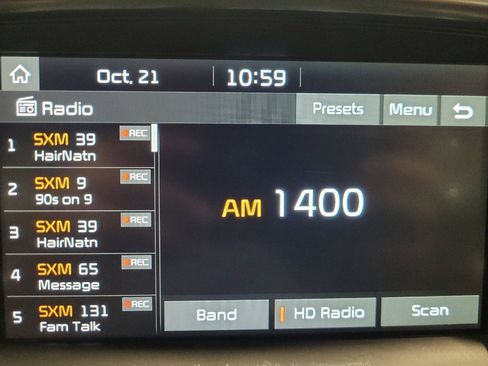 Oct. 21 10:59
Radio Presets Menu
1 SXM 39 REC
HairNatn
2 SXM 9 REC
90s on 9
3 SXM 39 REC
HairNatn
4 SXM 65 REC
Message
5 SXM 131 REC
Fam Talk
AM 1400
Band HD Radio Scan